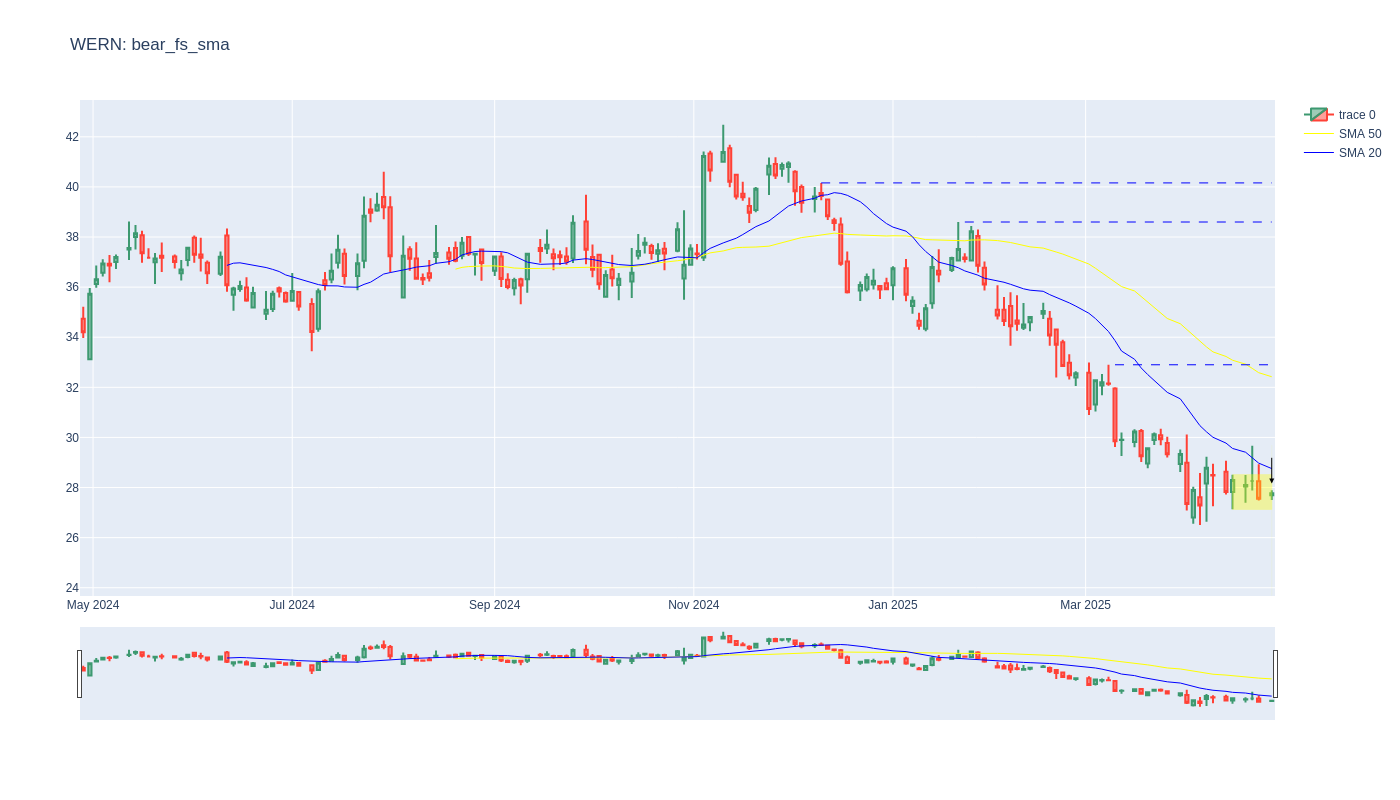 WERN: bear_fs_sma
trace 0
SMA 50
SMA 20
42
40
38
36
34
32
30
28
26
24
May 2024
Jul 2024
Sep 2024
Nov 2024
Jan 2025
Mar 2025